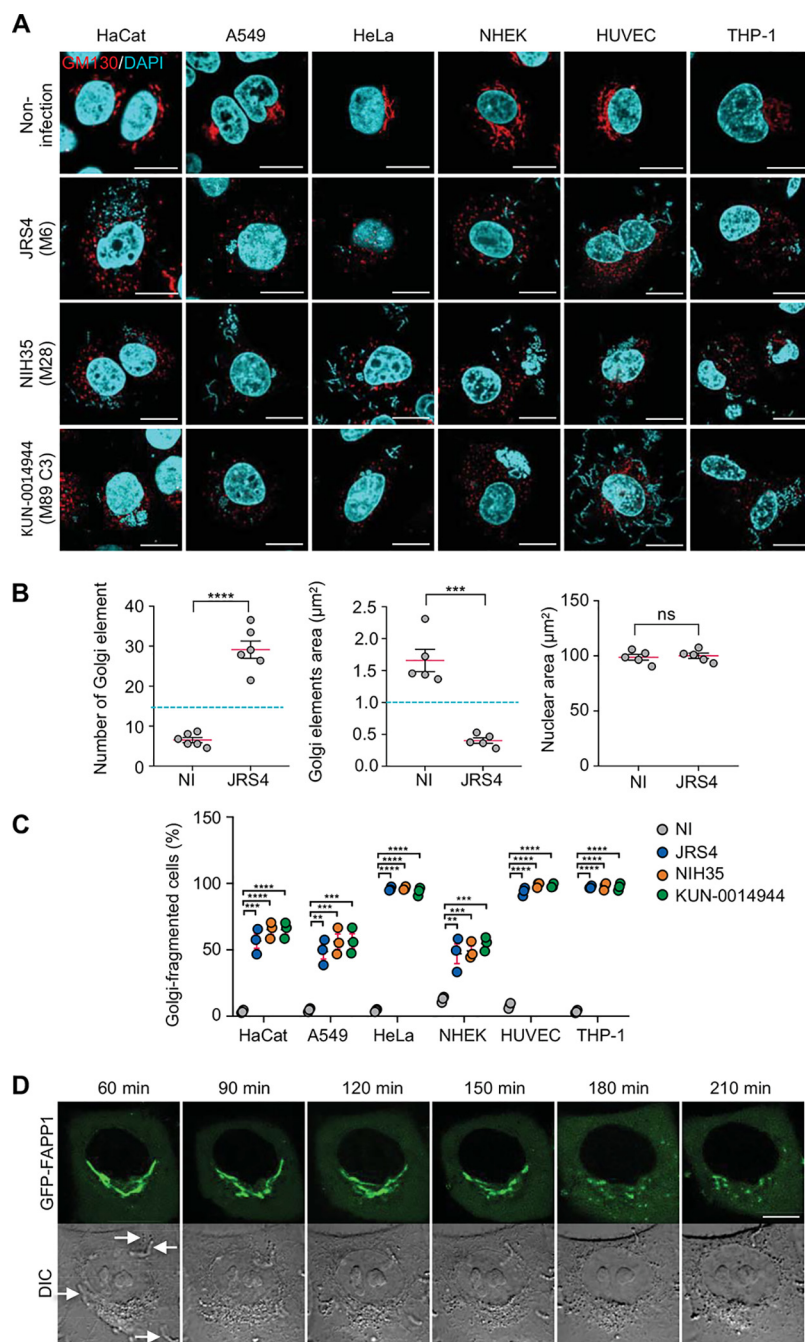 A
HaCat A549 HeLa NHEK HUVEC THP-1
GM130/DAPI
Non-
infection
JRS4
(M6)
NIH35
(M28)
KUN-0014944
(M89 C3)
B
Number of Golgi element
40
30
20
10
0
****
NI JRS4
Golgi elements area (μm²)
2.5
2.0
1.5
1.0
0.5
0.0
***
NI JRS4
Nuclear area (μm²)
150
100
50
0
ns
NI JRS4
C
Golgi-fragmented cells (%)
150
100
50
0
****
****
***
***
***
**
****
****
****
***
***
**
****
****
****
****
****
****
HaCat A549 HeLa NHEK HUVEC THP-1
NI
JRS4
NIH35
KUN-0014944
D
60 min 90 min 120 min 150 min 180 min 210 min
GFP-FAPP1
DIC